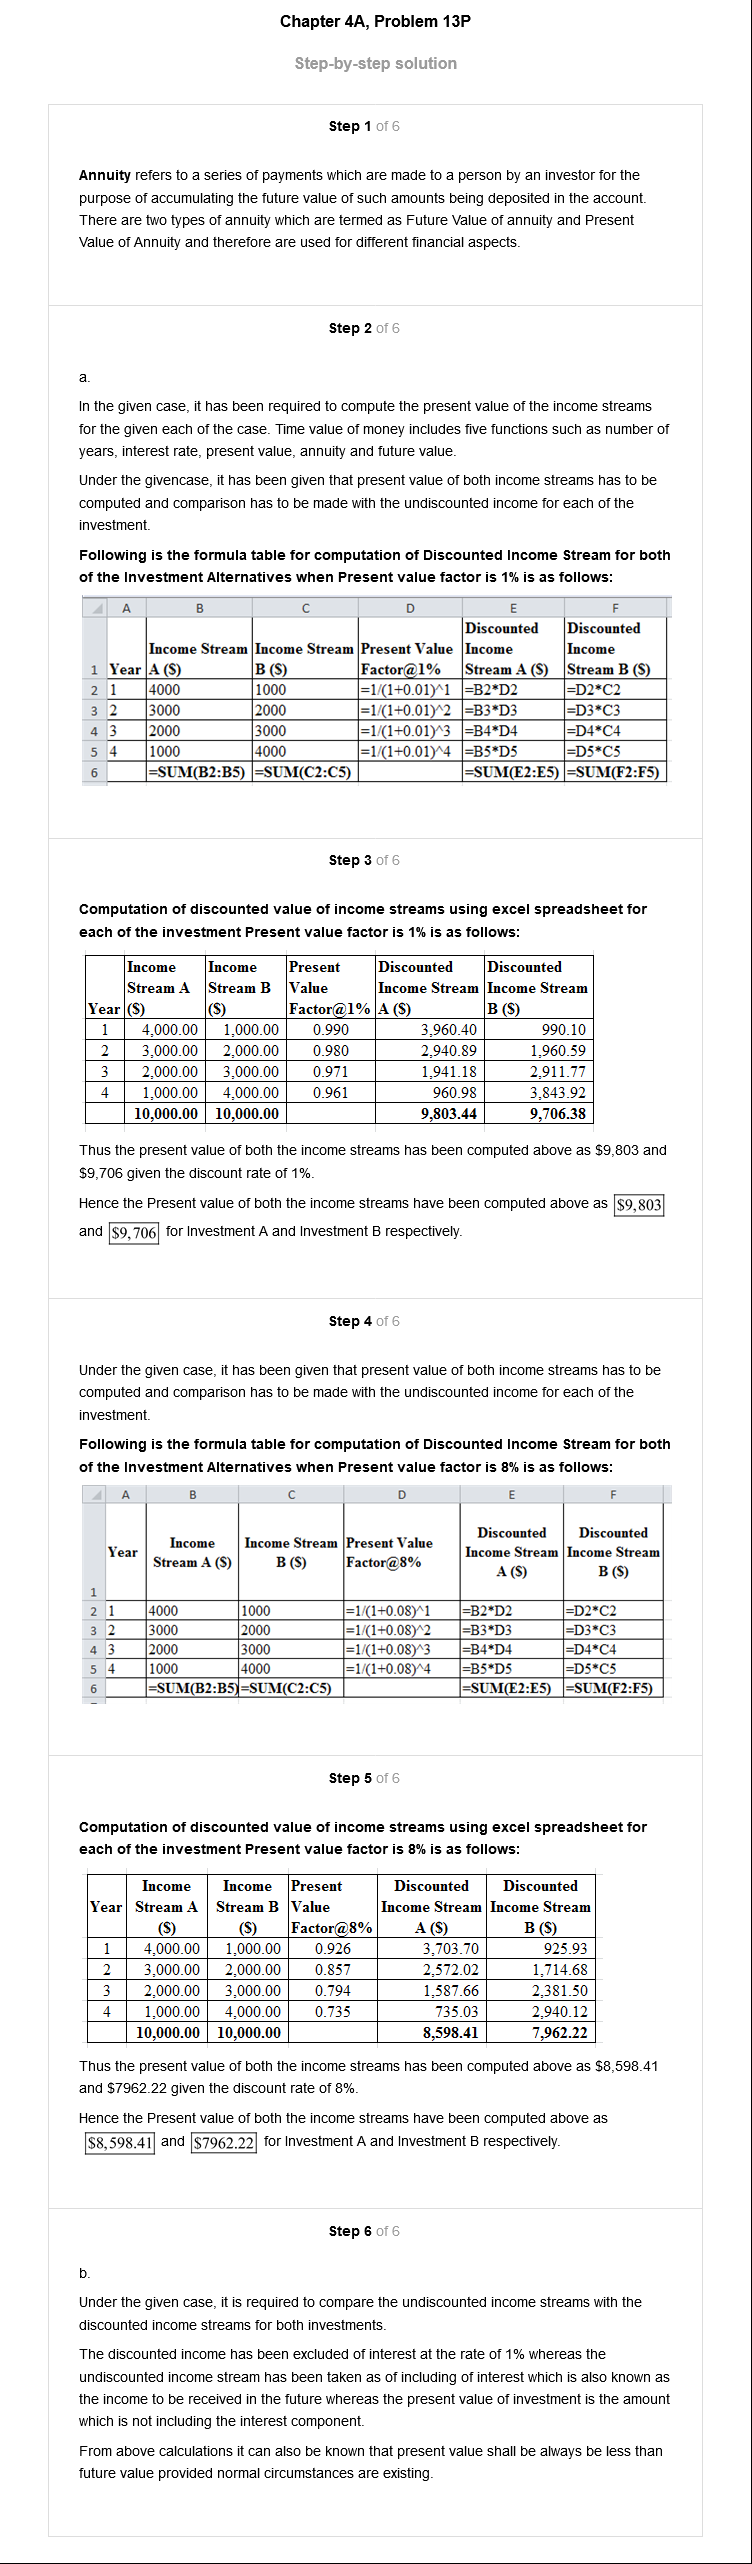 Chapter 4A, Problem 13P
Step-by-step solution
Step 1 of 6
Annuity refers to a series of payments which are made to a person by an investor for the
purpose of accumulating the future value of such amounts being deposited in the account.
There are two types of annuity which are termed as Future Value of annuity and Present
Value of Annuity and therefore are used for different financial aspects.
Step 2 of 6
a.
In the given case, it has been required to compute the present value of the income streams
for the given each of the case. Time value of money includes five functions such as number of
years, interest rate, present value, annuity and future value.
Under the givencase, it has been given that present value of both income streams has to be
computed and comparison has to be made with the undiscounted income for each of the
investment.
Following is the formula table for computation of Discounted Income Stream for both
of the Investment Alternatives when Present value factor is 1% is as follows:
A B C D E F
Discounted Discounted
Income Stream Income Stream Present Value Income Income
1 Year A ($) B ($) Factor@1% Stream A ($) Stream B ($)
2 1 4000 1000 =1/(1+0.01)^1 =B2*D2 =D2*C2
3 2 3000 2000 =1/(1+0.01)^2 =B3*D3 =D3*C3
4 3 2000 3000 =1/(1+0.01)^3 =B4*D4 =D4*C4
5 4 1000 4000 =1/(1+0.01)^4 =B5*D5 =D5*C5
6 =SUM(B2:B5) =SUM(C2:C5) =SUM(E2:E5) =SUM(F2:F5)
Step 3 of 6
Computation of discounted value of income streams using excel spreadsheet for
each of the investment Present value factor is 1% is as follows:
Income Income Present Discounted Discounted
Stream A Stream B Value Income Stream Income Stream
Year ($) ($) Factor@1% A ($) B ($)
1 4,000.00 1,000.00 0.990 3,960.40 990.10
2 3,000.00 2,000.00 0.980 2,940.89 1,960.59
3 2,000.00 3,000.00 0.971 1,941.18 2,911.77
4 1,000.00 4,000.00 0.961 960.98 3,843.92
10,000.00 10,000.00 9,803.44 9,706.38
Thus the present value of both the income streams has been computed above as $9,803 and
$9,706 given the discount rate of 1%.
Hence the Present value of both the income streams have been computed above as $9,803
and $9,706 for Investment A and Investment B respectively.
Step 4 of 6
Under the given case, it has been given that present value of both income streams has to be
computed and comparison has to be made with the undiscounted income for each of the
investment.
Following is the formula table for computation of Discounted Income Stream for both
of the Investment Alternatives when Present value factor is 8% is as follows:
A B C D E F
Discounted Discounted
Year Income Income Stream Present Value Income Stream Income Stream
Stream A ($) B ($) Factor@8% A ($) B ($)
1
2 1 4000 1000 =1/(1+0.08)^1 =B2*D2 =D2*C2
3 2 3000 2000 =1/(1+0.08)^2 =B3*D3 =D3*C3
4 3 2000 3000 =1/(1+0.08)^3 =B4*D4 =D4*C4
5 4 1000 4000 =1/(1+0.08)^4 =B5*D5 =D5*C5
6 =SUM(B2:B5) =SUM(C2:C5) =SUM(E2:E5) =SUM(F2:F5)
Step 5 of 6
Computation of discounted value of income streams using excel spreadsheet for
each of the investment Present value factor is 8% is as follows:
Income Income Present Discounted Discounted
Year Stream A Stream B Value Income Stream Income Stream
($) ($) Factor@8% A ($) B ($)
1 4,000.00 1,000.00 0.926 3,703.70 925.93
2 3,000.00 2,000.00 0.857 2,572.02 1,714.68
3 2,000.00 3,000.00 0.794 1,587.66 2,381.50
4 1,000.00 4,000.00 0.735 735.03 2,940.12
10,000.00 10,000.00 8,598.41 7,962.22
Thus the present value of both the income streams has been computed above as $8,598.41
and $7962.22 given the discount rate of 8%.
Hence the Present value of both the income streams have been computed above as
$8,598.41 and $7962.22 for Investment A and Investment B respectively.
Step 6 of 6
b.
Under the given case, it is required to compare the undiscounted income streams with the
discounted income streams for both investments.
The discounted income has been excluded of interest at the rate of 1% whereas the
undiscounted income stream has been taken as of including of interest which is also known as
the income to be received in the future whereas the present value of investment is the amount
which is not including the interest component.
From above calculations it can also be known that present value shall be always be less than
future value provided normal circumstances are existing.